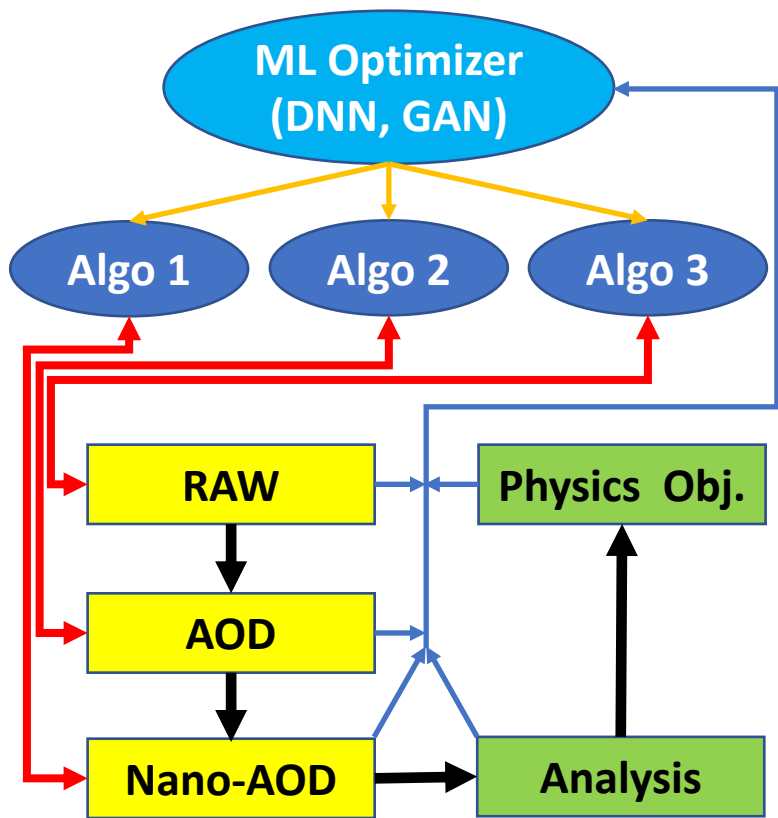 ML Optimizer
(DNN, GAN)
Algo 1
Algo 2
Algo 3
RAW
Physics Obj.
AOD
Nano-AOD
Analysis